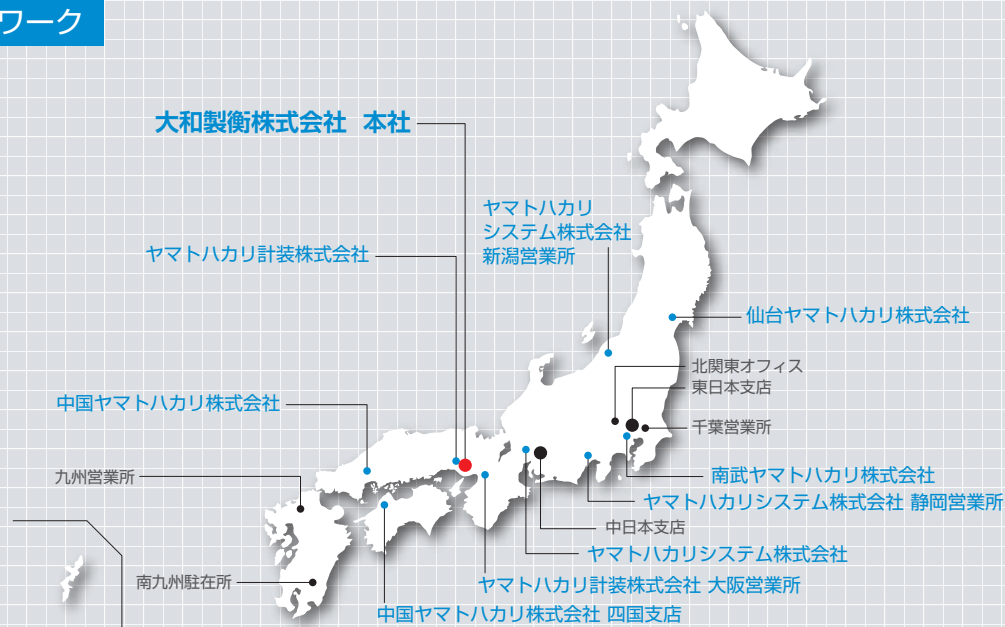 ワーク
大和製衡株式会社 本社
ヤマトハカリ
システム株式会社
新潟営業所
ヤマトハカリ計装株式会社
仙台ヤマトハカリ株式会社
北関東オフィス
東日本支店
中国ヤマトハカリ株式会社
千葉営業所
九州営業所
南武ヤマトハカリ株式会社
ヤマトハカリシステム株式会社 静岡営業所
中日本支店
ヤマトハカリシステム株式会社
南九州駐在所
ヤマトハカリ計装株式会社 大阪営業所
中国ヤマトハカリ株式会社 四国支店